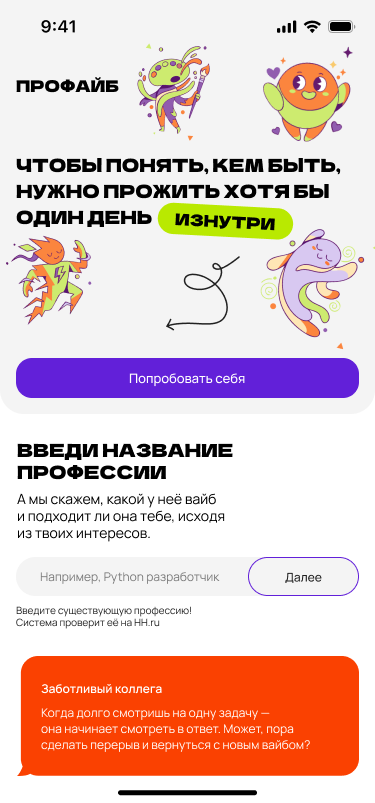 9:41
ПРОФАЙБ
ЧТОБЫ ПОНЯТЬ, КЕМ БЫТЬ,
НУЖНО ПРОЖИТЬ ХОТЯ БЫ
ОДИН ДЕНЬ ИЗНУТРИ
Попробовать себя
ВВЕДИ НАЗВАНИЕ
ПРОФЕССИИ
А мы скажем, какой у неё вайб
и подходит ли она тебе, исходя
из твоих интересов.
Например, Python разработчик Далее
Введите существующую профессию!
Система проверит её на HH.ru
Заботливый коллега
Когда долго смотришь на одну задачу —
она начинает смотреть в ответ. Может, пора
сделать перерыв и вернуться с новым вайбом?